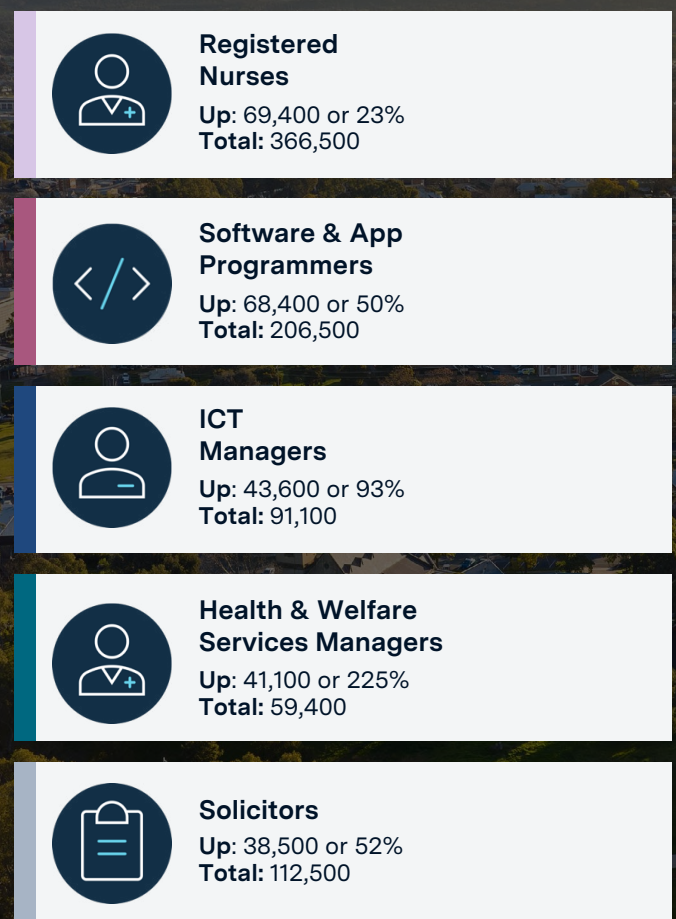 Registered
Nurses
Up: 69,400 or 23%
Total: 366,500
Software & App
Programmers
Up: 68,400 or 50%
Total: 206,500
ICT
Managers
Up: 43,600 or 93%
Total: 91,100
Health & Welfare
Services Managers
Up: 41,100 or 225%
Total: 59,400
Solicitors
Up: 38,500 or 52%
Total: 112,500